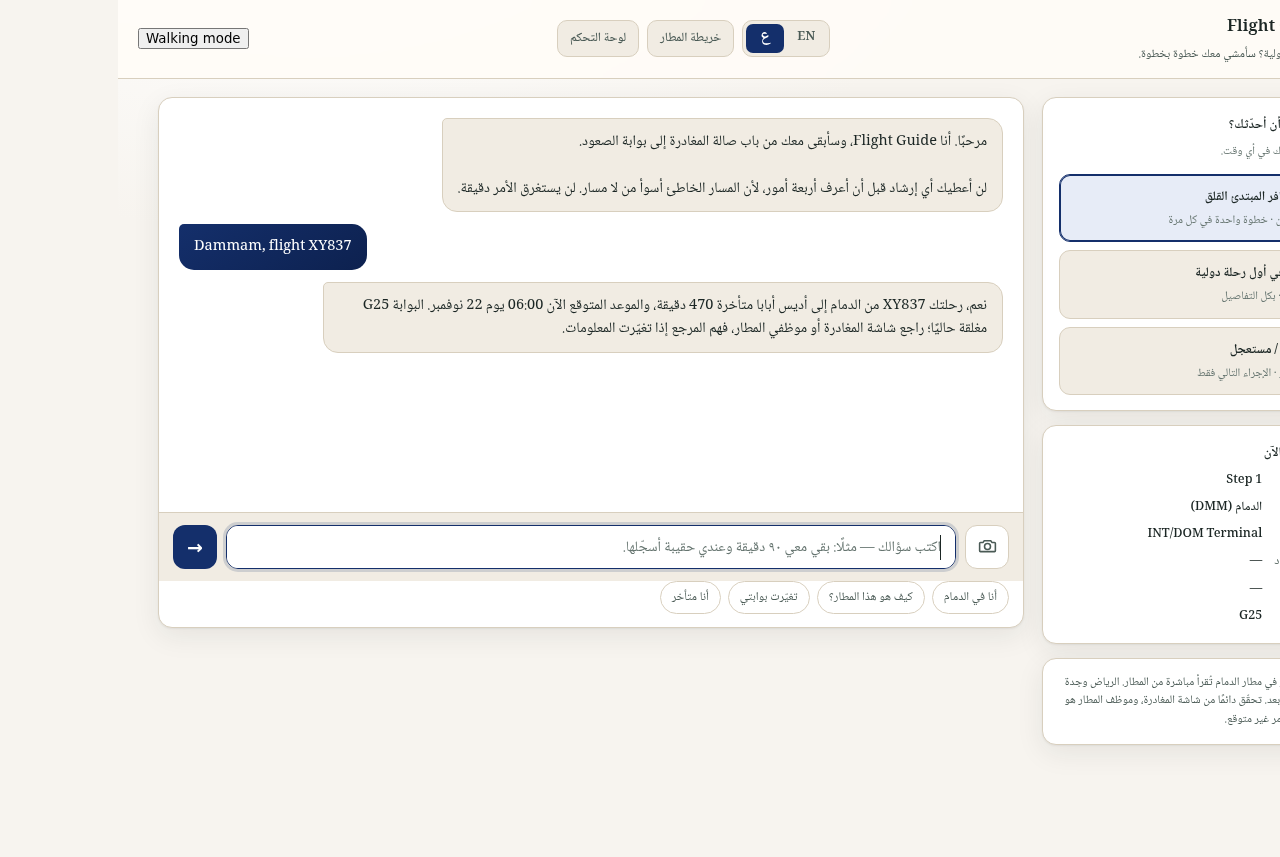 Flight
ولية؟ سأمشي معك خطوة بخطوة.
EN
ع
خريطة المطار
لوحة التحكم
Walking mode
أن أحدّثك؟
ك في أي وقت.
فر المبتدئ القلق
ن · خطوة واحدة في كل مرة
في أول رحلة دولية
بكل التفاصيل
/ مستعجل
· الإجراء التالي فقط
الآن
Step 1
الدمام (DMM)
INT/DOM Terminal
د —
—
G25
في مطار الدمام تُقرأ مباشرة من المطار. الرياض وجدة
بعد. تحقّق دائمًا من شاشة المغادرة، وموظف المطار هو
مر غير متوقع.
مرحبًا. أنا Flight Guide، وسأبقى معك من باب صالة المغادرة إلى بوابة الصعود.
لن أعطيك أي إرشاد قبل أن أعرف أربعة أمور، لأن المسار الخاطئ أسوأ من لا مسار. لن يستغرق الأمر دقيقة.
Dammam, flight XY837
نعم، رحلتك XY837 من الدمام إلى أديس أبابا متأخرة 470 دقيقة، والموعد المتوقع الآن 06:00 يوم 22 نوفمبر. البوابة G25
مغلقة حاليًا؛ راجع شاشة المغادرة أو موظفي المطار، فهم المرجع إذا تغيّرت المعلومات.
اكتب سؤالك — مثلًا: بقي معي ٩٠ دقيقة وعندي حقيبة أسجّلها.
→
أنا في الدمام
كيف هو هذا المطار؟
تغيّرت بوابتي
أنا متأخر